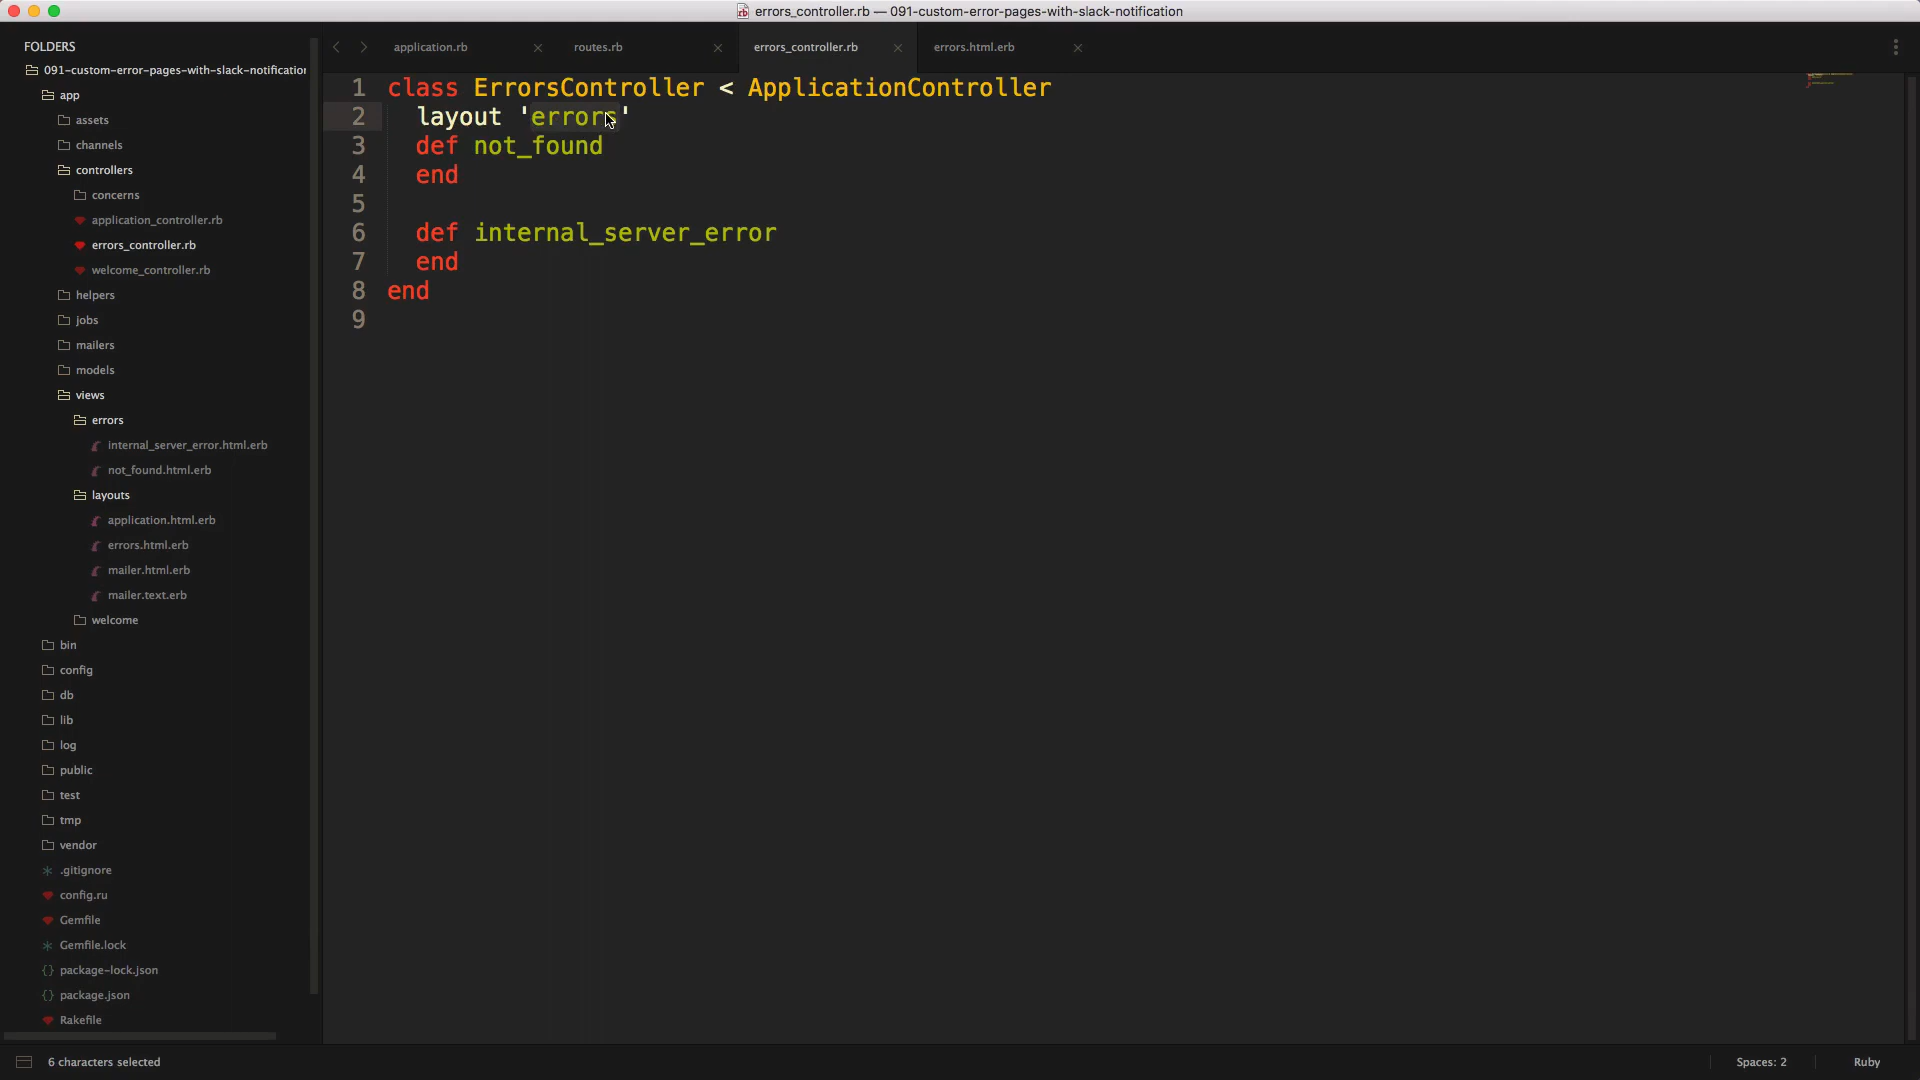 errors_controller.rb — 091-custom-error-pages-with-slack-notification
FOLDERS
091-custom-error-pages-with-slack-notification
app
assets
channels
controllers
concerns
application_controller.rb
errors_controller.rb
welcome_controller.rb
helpers
jobs
mailers
models
views
errors
internal_server_error.html.erb
not_found.html.erb
layouts
application.html.erb
errors.html.erb
mailer.html.erb
mailer.text.erb
welcome
bin
config
db
lib
log
public
test
tmp
vendor
.gitignore
config.ru
Gemfile
Gemfile.lock
package-lock.json
package.json
Rakefile
application.rb
routes.rb
errors_controller.rb
errors.html.erb
1 class ErrorsController < ApplicationController
2 layout 'errors'
3 def not_found
4 end
5
6 def internal_server_error
7 end
8 end
9
6 characters selected
Spaces: 2
Ruby